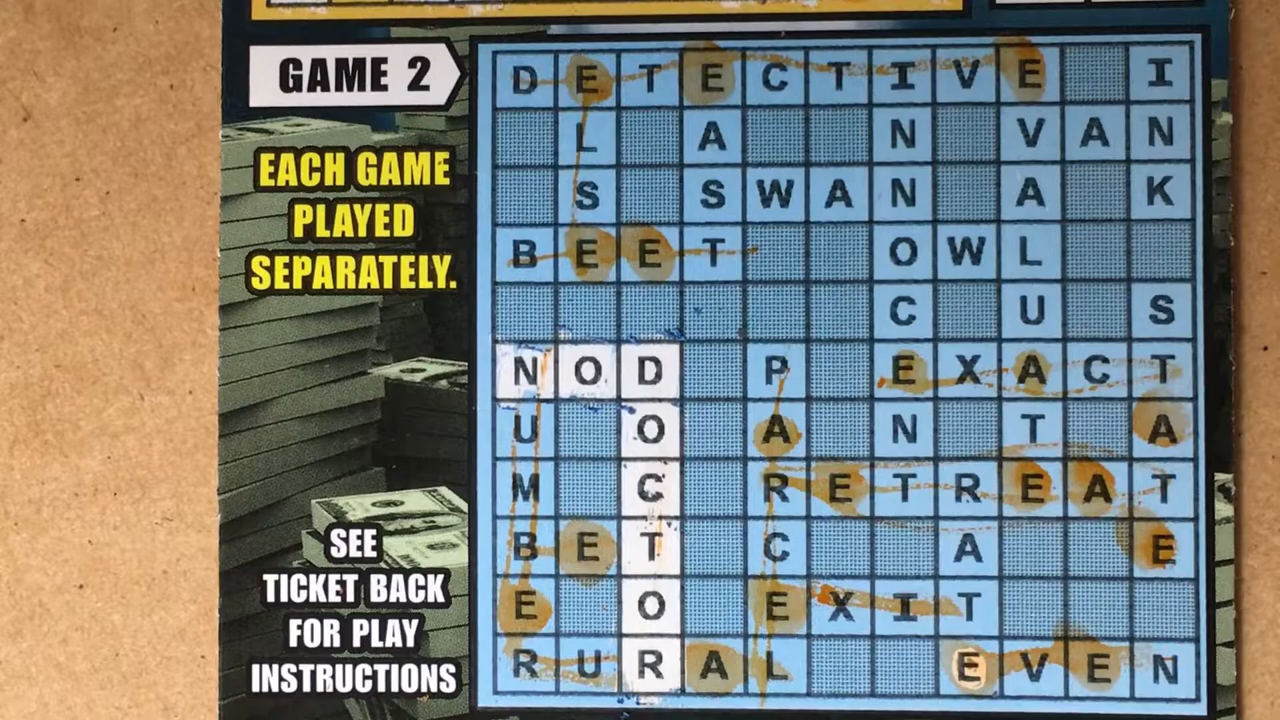 GAME 2
EACH GAME
PLAYED
SEPARATELY.
SEE
TICKET BACK
FOR PLAY
INSTRUCTIONS
D E T E C T I V E I
L A N V A N
S S W A N A K
B E E T O W L
C U S
N O D P E X A C T
U O A N T A
M C R E T R E A T
B E T C A E
E O E X I T
R U R A L E V E N